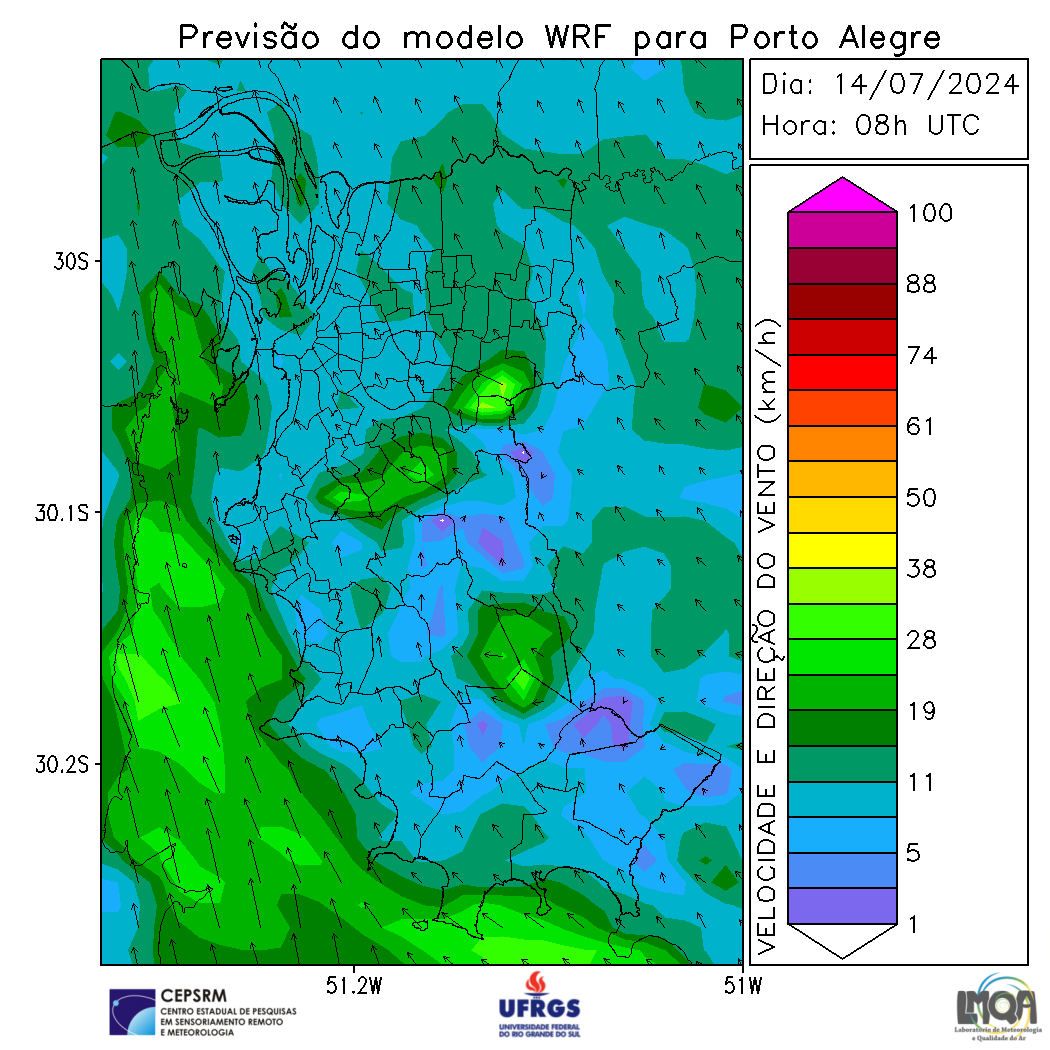 Previsão do modelo WRF para Porto Alegre
Dia: 14/07/2024
Hora: 08h UTC
30S
30.1S
30.2S
51.2W
51W
VELOCIDADE E DIREÇÃO DO VENTO (km/h)
100
88
74
61
50
38
28
19
11
5
1
CEPSRM
CENTRO ESTADUAL DE PESQUISAS
EM SENSORIAMENTO REMOTO
E METEOROLOGIA
UFRGS
UNIVERSIDADE FEDERAL
DO RIO GRANDE DO SUL
LMQA
Laboratório de Meteorologia
e Qualidade do Ar